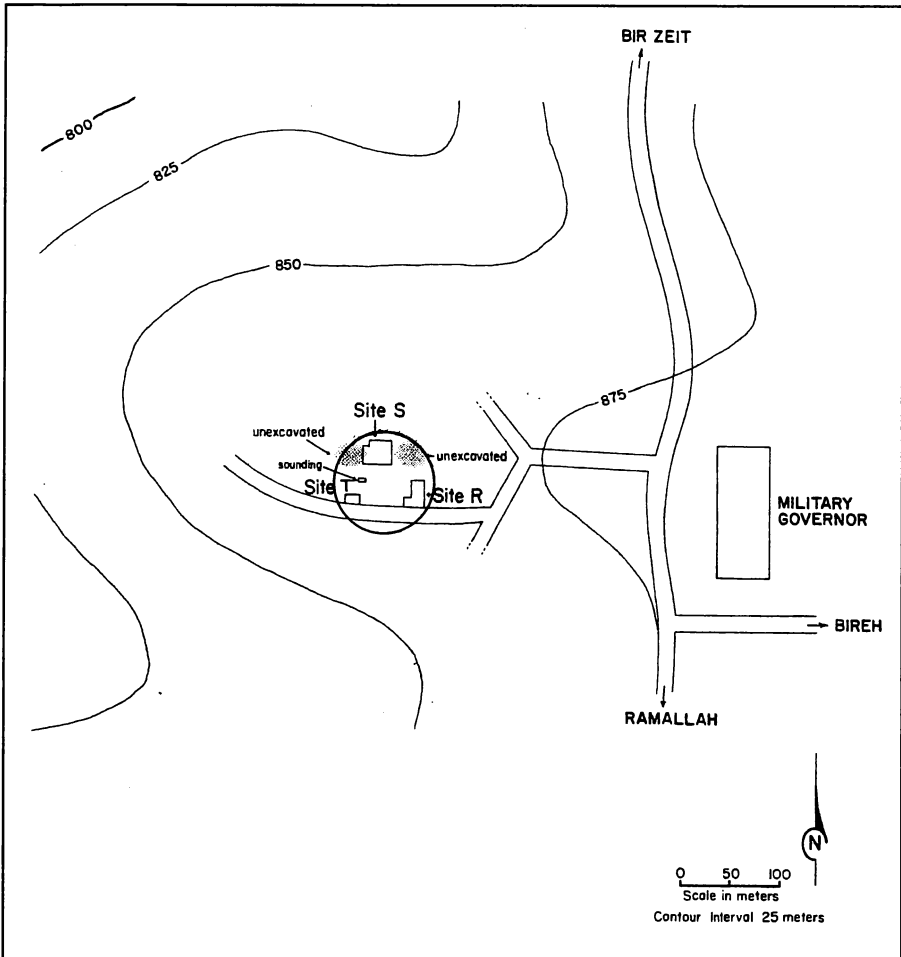 BIR ZEIT
800
825
850
875
Site S
unexcavated
unexcavated
sounding
Site T
Site R
MILITARY
GOVERNOR
BIREH
RAMALLAH
N
0 50 100
Scale in meters
Contour Interval 25 meters